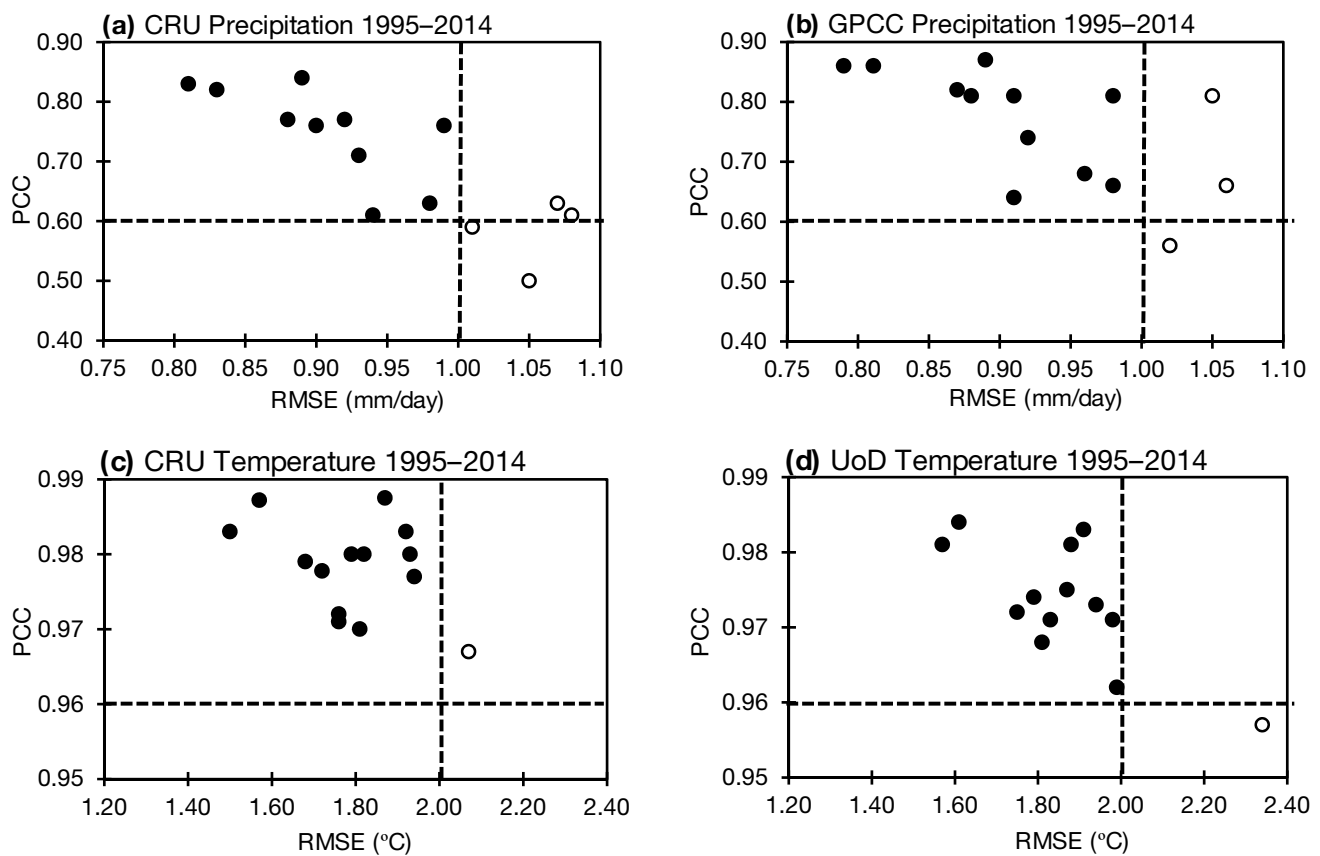 (a) CRU Precipitation 1995–2014
0.90
0.80
0.70
0.60
0.50
0.40
PCC
0.75 0.80 0.85 0.90 0.95 1.00 1.05 1.10
RMSE (mm/day)
(b) GPCC Precipitation 1995–2014
0.90
0.80
0.70
0.60
0.50
0.40
PCC
0.75 0.80 0.85 0.90 0.95 1.00 1.05 1.10
RMSE (mm/day)
(c) CRU Temperature 1995–2014
0.99
0.98
0.97
0.96
0.95
PCC
1.20 1.40 1.60 1.80 2.00 2.20 2.40
RMSE (ºC)
(d) UoD Temperature 1995–2014
0.99
0.98
0.97
0.96
0.95
PCC
1.20 1.40 1.60 1.80 2.00 2.20 2.40
RMSE (ºC)